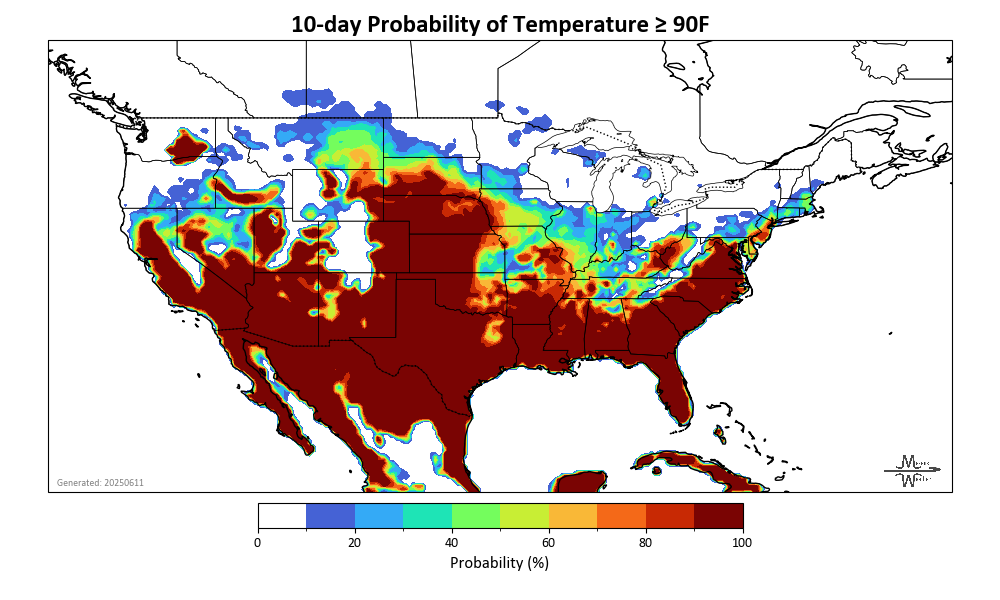 10-day Probability of Temperature ≥ 90F
Generated: 20250611
0 20 40 60 80 100
Probability (%)